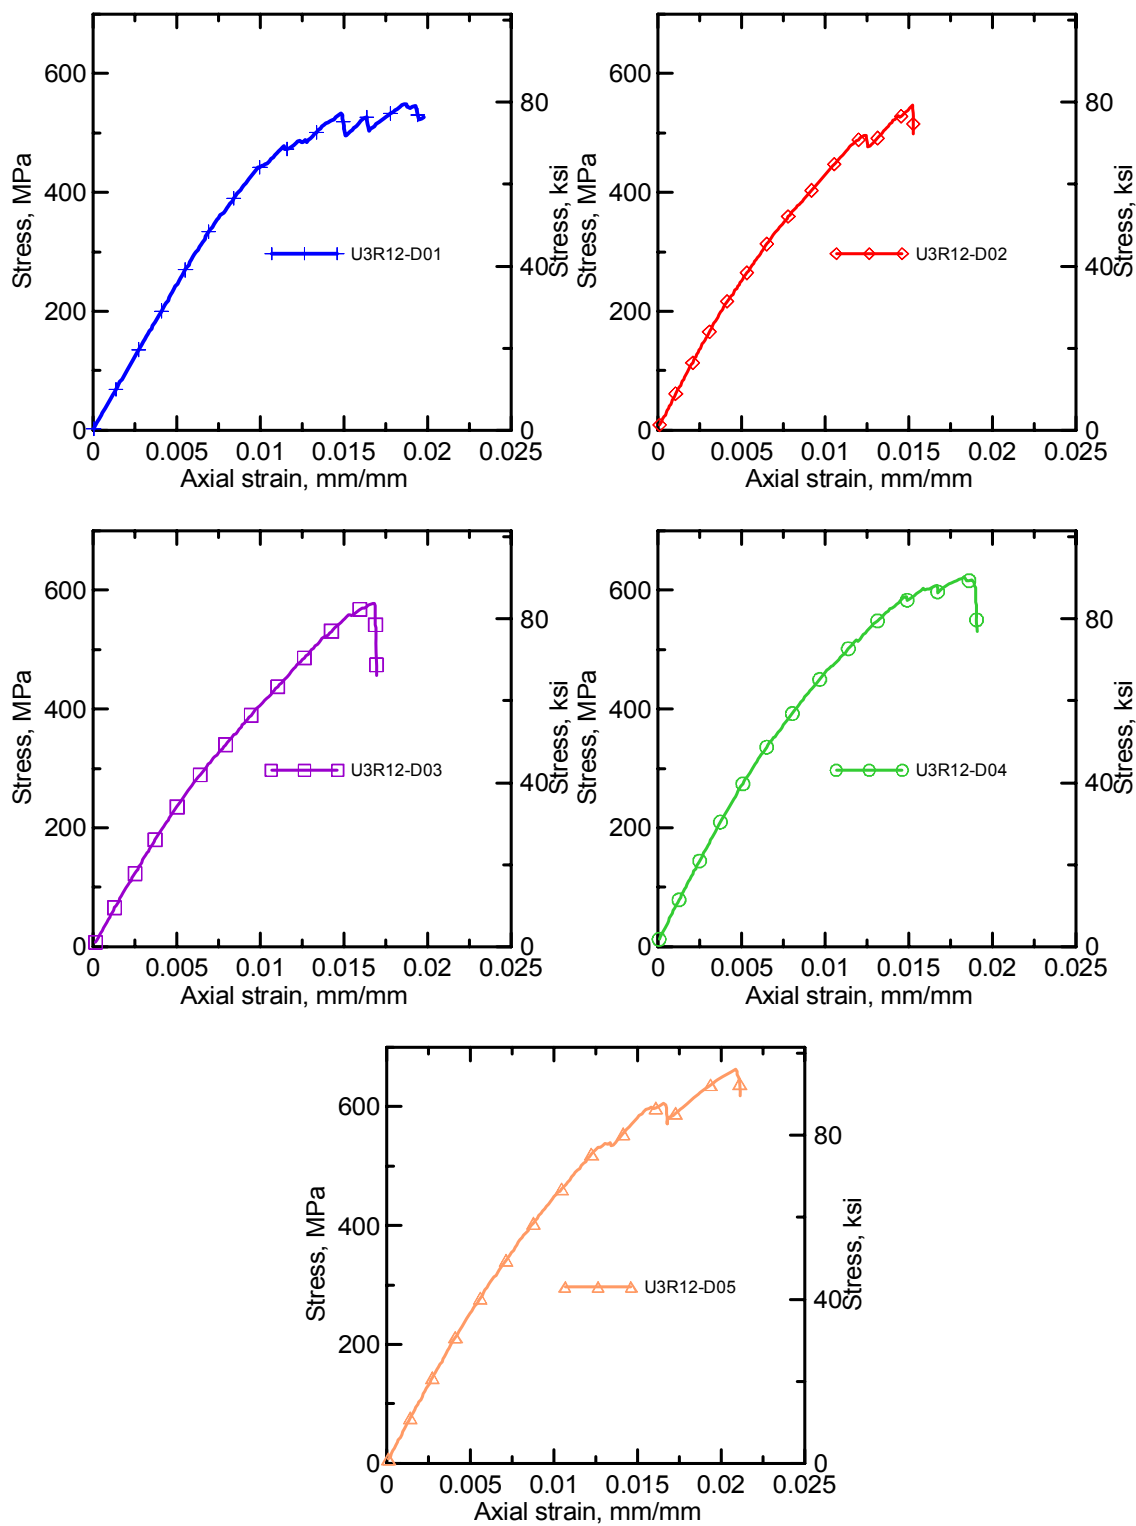 600
400
200
0
Stress, MPa
80
40
0
Stress, ksi
U3R12-D01
0 0.005 0.01 0.015 0.02 0.025
Axial strain, mm/mm
600
400
200
0
Stress, MPa
80
40
0
Stress, ksi
U3R12-D02
0 0.005 0.01 0.015 0.02 0.025
Axial strain, mm/mm
600
400
200
0
Stress, MPa
80
40
0
Stress, ksi
U3R12-D03
0 0.005 0.01 0.015 0.02 0.025
Axial strain, mm/mm
600
400
200
0
Stress, MPa
80
40
0
Stress, ksi
U3R12-D04
0 0.005 0.01 0.015 0.02 0.025
Axial strain, mm/mm
600
400
200
0
Stress, MPa
80
40
0
Stress, ksi
U3R12-D05
0 0.005 0.01 0.015 0.02 0.025
Axial strain, mm/mm